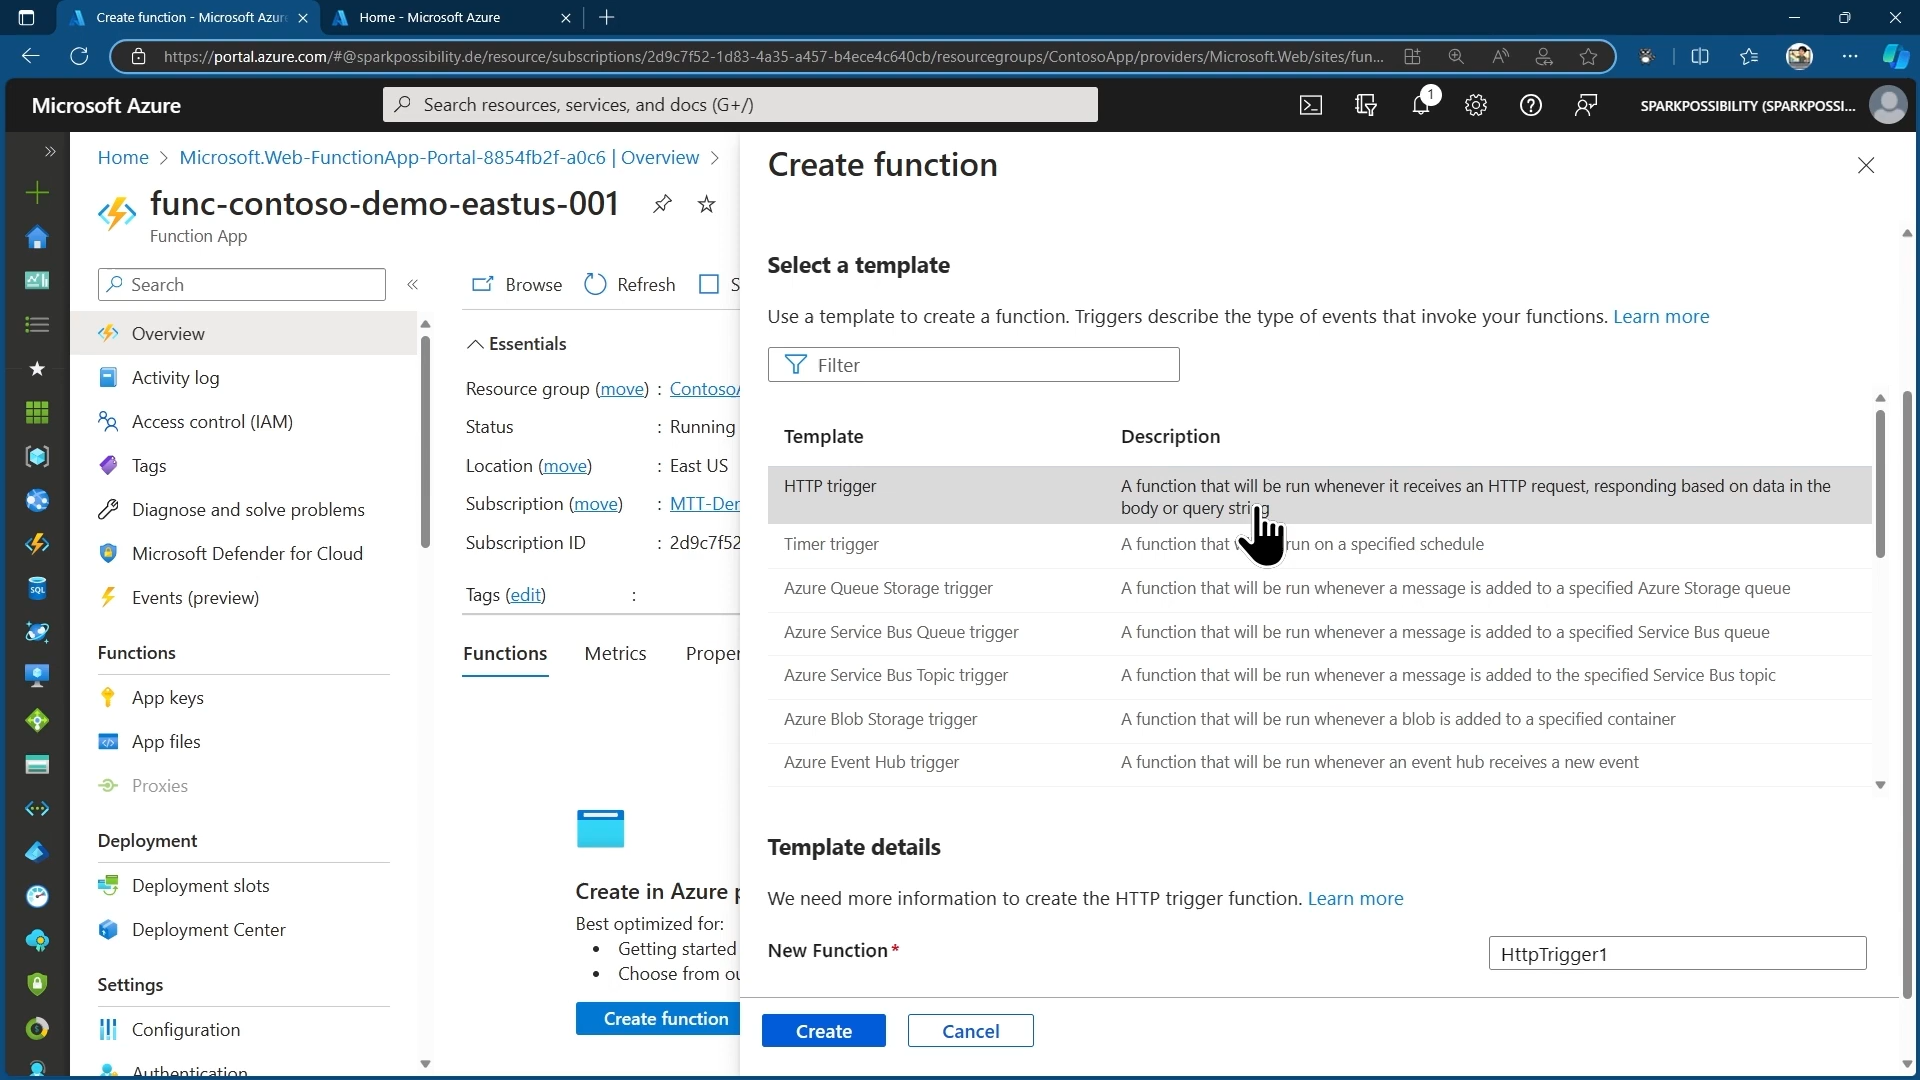 Create function - Microsoft Azur
Home - Microsoft Azure
https://portal.azure.com/#@sparkpossibility.de/resource/subscriptions/2d9c7f52-1d83-4a35-a457-b4ece4c640cb/resourcegroups/ContosoApp/providers/Microsoft.Web/sites/fun...
Microsoft Azure
Search resources, services, and docs (G+/)
1
SPARKPOSSIBILITY (SPARKPOSSI...
Home > Microsoft.Web-FunctionApp-Portal-8854fb2f-a0c6 | Overview >
func-contoso-demo-eastus-001
Function App
Search
Overview
Activity log
Access control (IAM)
Tags
Diagnose and solve problems
Microsoft Defender for Cloud
Events (preview)
Functions
App keys
App files
Proxies
Deployment
Deployment slots
Deployment Center
Settings
Configuration
Authentication
Browse
Refresh
S
Essentials
Resource group (move) : ContosoA
Status : Running
Location (move) : East US
Subscription (move) : MTT-Der
Subscription ID : 2d9c7f52
Tags (edit) :
Functions
Metrics
Proper
Create in Azure p
Best optimized for:
• Getting started
• Choose from ou
Create function
Create function
Select a template
Use a template to create a function. Triggers describe the type of events that invoke your functions. Learn more
Filter
Template Description
HTTP trigger A function that will be run whenever it receives an HTTP request, responding based on data in the
body or query string
Timer trigger A function that run on a specified schedule
Azure Queue Storage trigger A function that will be run whenever a message is added to a specified Azure Storage queue
Azure Service Bus Queue trigger A function that will be run whenever a message is added to a specified Service Bus queue
Azure Service Bus Topic trigger A function that will be run whenever a message is added to the specified Service Bus topic
Azure Blob Storage trigger A function that will be run whenever a blob is added to a specified container
Azure Event Hub trigger A function that will be run whenever an event hub receives a new event
Template details
We need more information to create the HTTP trigger function. Learn more
New Function*
HttpTrigger1
Create
Cancel